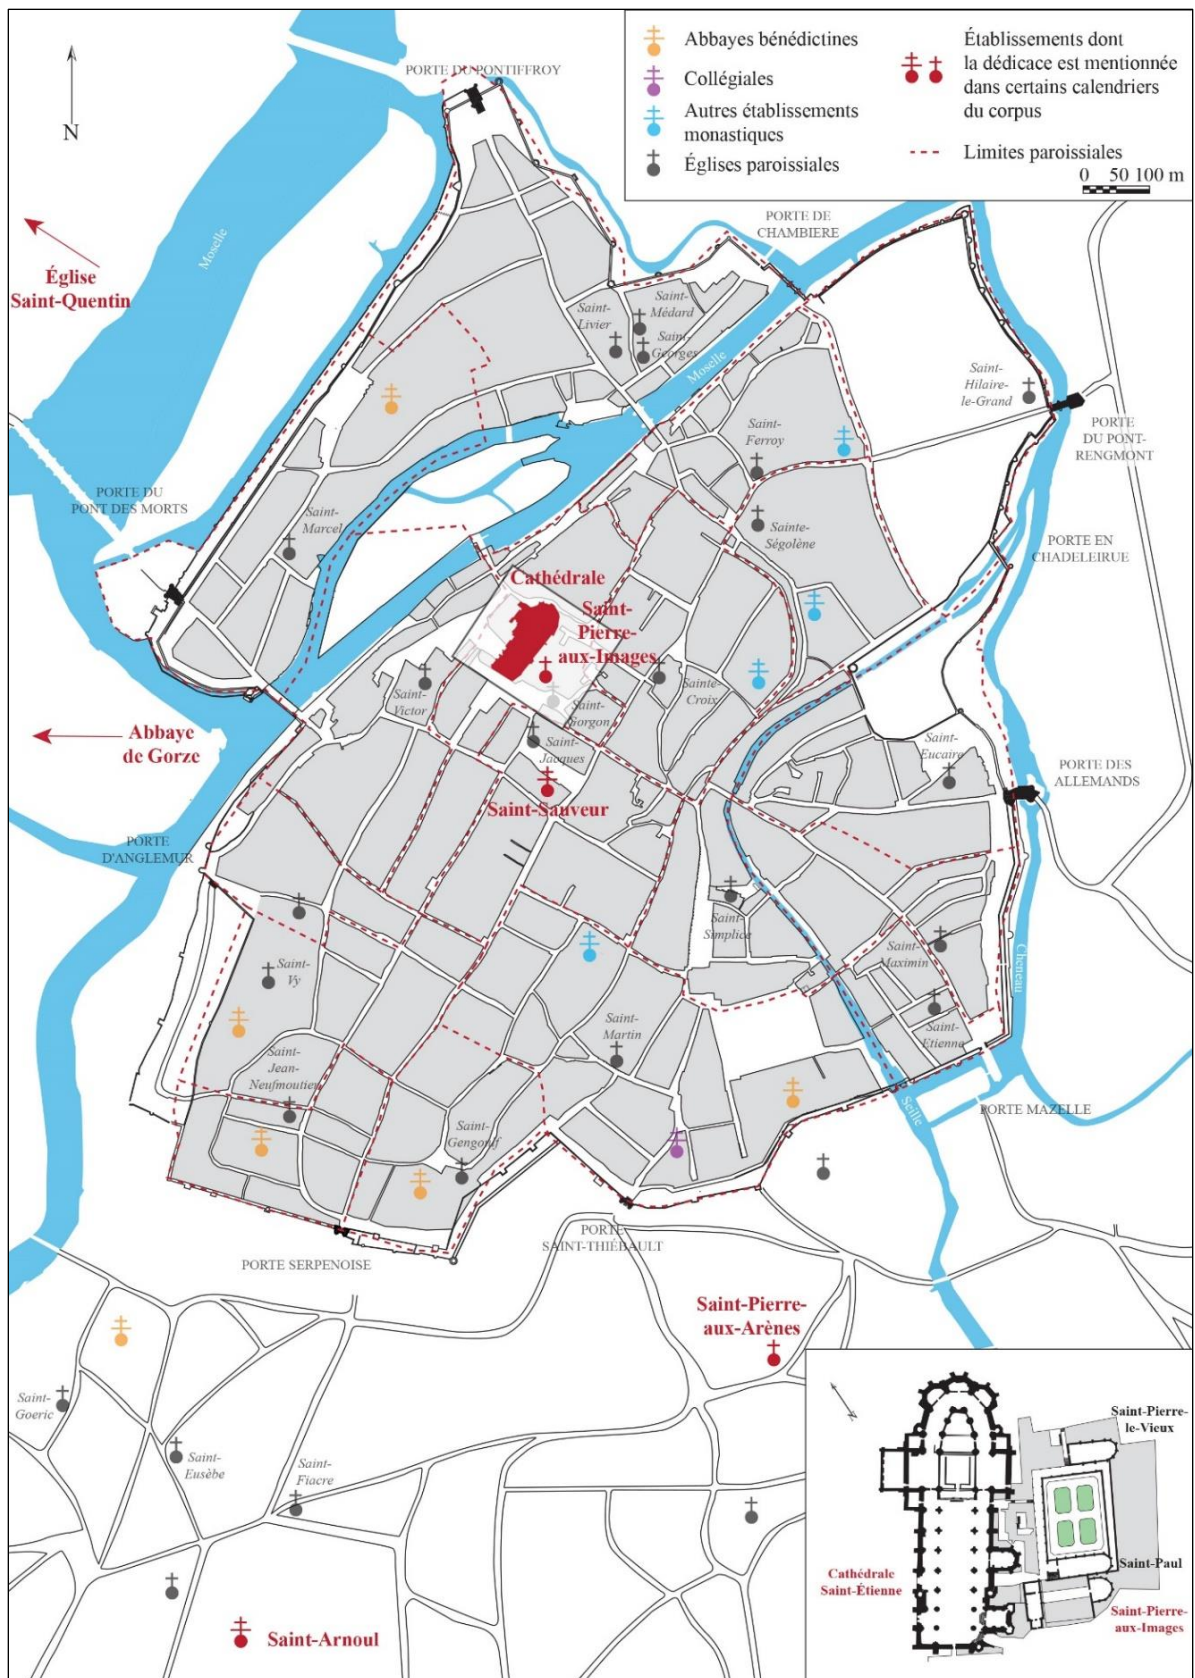 Abbayes bénédictines
Collégiales
Autres établissements
monastiques
Églises paroissiales
Établissements dont
la dédicace est mentionnée
dans certains calendriers
du corpus
Limites paroissiales
0 50 100 m
N
PORTE DU PONTIFFROY
PORTE DE
CHAMBIERE
Moselle
Église
Saint-Quentin
Saint-
Livier
Saint-
Médard
Saint-
Georges
Moselle
Saint-
Hilaire-
le-Grand
PORTE
DU PONT-
RENGMONT
Saint-
Ferroy
PORTE DU
PONT DES MORTS
Saint-
Marcel
Sainte-
Ségolène
PORTE EN
CHADELEIRUE
Cathédrale
Saint-
Pierre-
aux-Images
Saint-
Victor
Sainte-
Croix
Saint-
Gorgon
Saint-
Jacques
Abbaye
de Gorze
Saint-
Eucaire
PORTE DES
ALLEMANDS
Saint-Sauveur
PORTE
D'ANGLEMUR
Saint-
Simplice
Saint-
Maximin
Cheneau
Saint-
Vy
Saint-
Martin
Saint-
Etienne
Saint-
Jean-
Neufmoutier
Seille
PORTE MAZELLE
Saint-
Gengoulf
PORTE
SAINT-THIÉBAULT
PORTE SERPENOISE
Saint-Pierre-
aux-Arènes
Saint-
Goeric
Saint-
Eusèbe
Saint-
Fiacre
Saint-Arnoul
N
Saint-Pierre-
le-Vieux
Saint-Paul
Cathédrale
Saint-Étienne
Saint-Pierre-
aux-Images